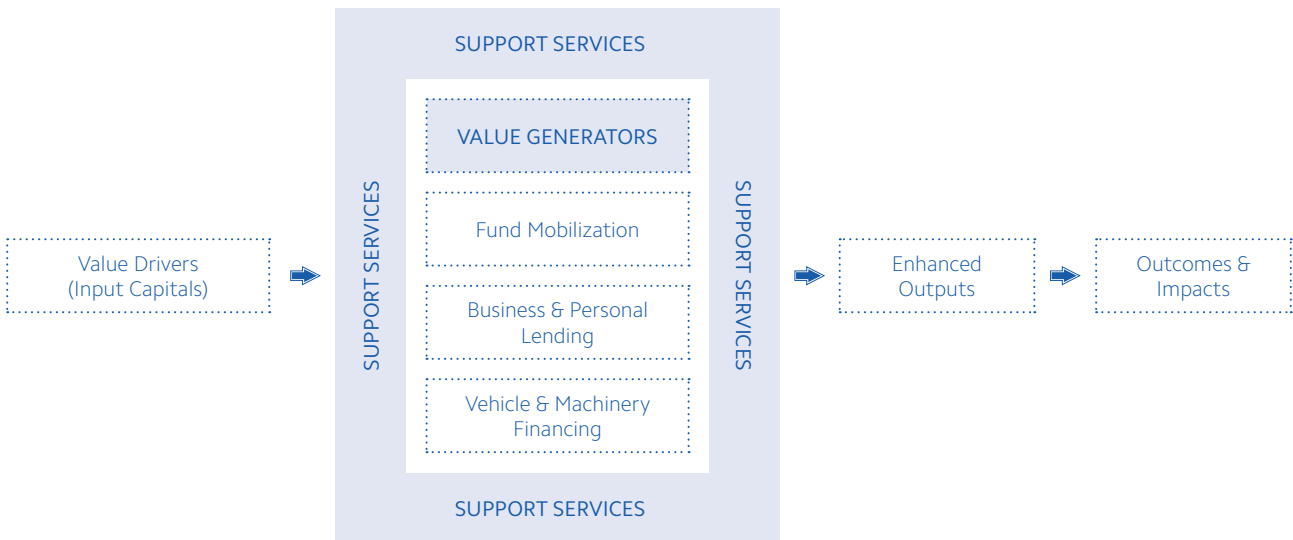 Value Drivers
(Input Capitals)
SUPPORT SERVICES
SUPPORT SERVICES
VALUE GENERATORS
Fund Mobilization
Business & Personal
Lending
Vehicle & Machinery
Financing
SUPPORT SERVICES
SUPPORT SERVICES
Enhanced
Outputs
Outcomes &
Impacts